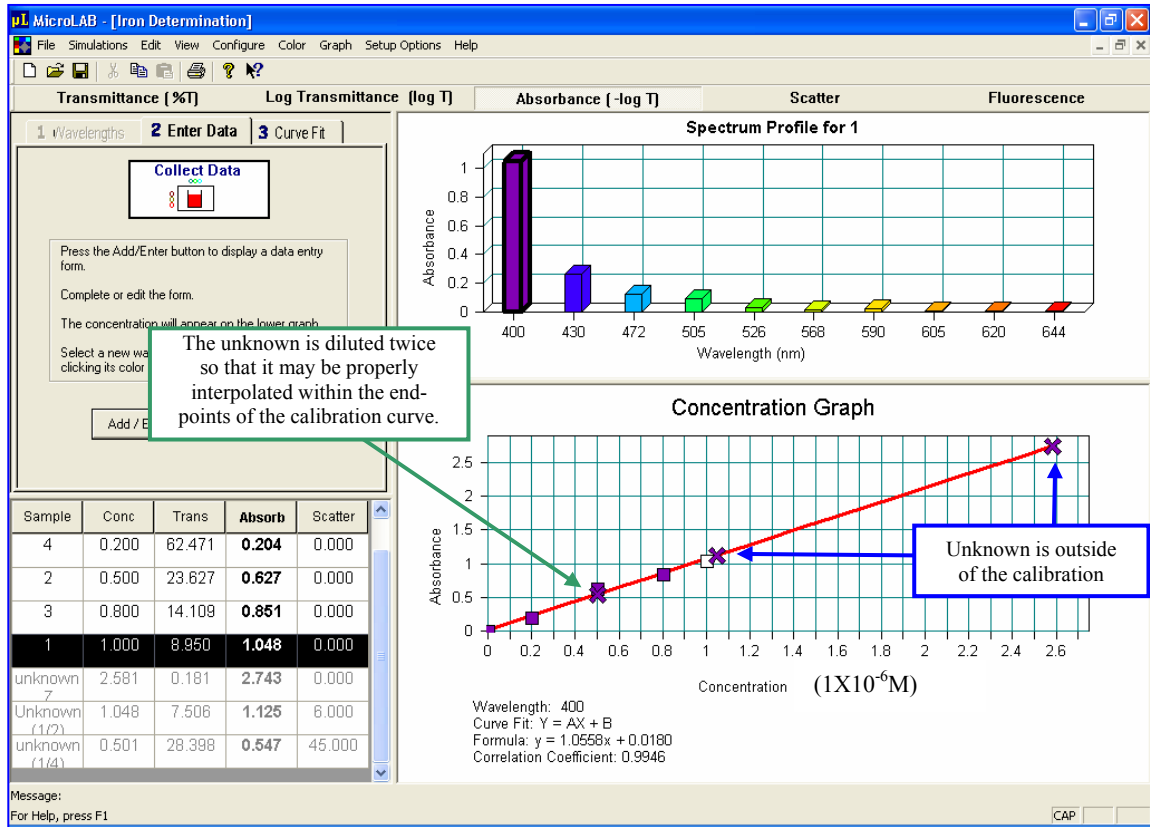 µL MicroLAB - [Iron Determination]
File Simulations Edit View Configure Color Graph Setup Options Help
Transmittance ( %T) Log Transmittance (log T) Absorbance ( -log T) Scatter Fluorescence
1 Wavelengths 2 Enter Data 3 Curve Fit
Collect Data
Press the Add/Enter button to display a data entry
form.
Complete or edit the form.
The concentration will appear on the lower graph
Select a new wa
clicking its color
Add / E
The unknown is diluted twice
so that it may be properly
interpolated within the end-
points of the calibration curve.
Sample Conc Trans Absorb Scatter
4 0.200 62.471 0.204 0.000
2 0.500 23.627 0.627 0.000
3 0.800 14.109 0.851 0.000
1 1.000 8.950 1.048 0.000
unknown 2.581 0.181 2.743 0.000
7
Unknown 1.048 7.506 1.125 6.000
(1/2)
unknown 0.501 28.398 0.547 45.000
(1/4)
Spectrum Profile for 1
Absorbance
1
0.8
0.6
0.4
0.2
0
400 430 472 505 526 568 590 605 620 644
Wavelength (nm)
Concentration Graph
Absorbance
2.5
2
1.5
1
0.5
0
0 0.2 0.4 0.6 0.8 1 1.2 1.4 1.6 1.8 2 2.2 2.4 2.6
Unknown is outside
of the calibration
Concentration (1X10⁻⁶M)
Wavelength: 400
Curve Fit: Y = AX + B
Formula: y = 1.0558x + 0.0180
Correlation Coefficient: 0.9946
Message:
For Help, press F1
CAP